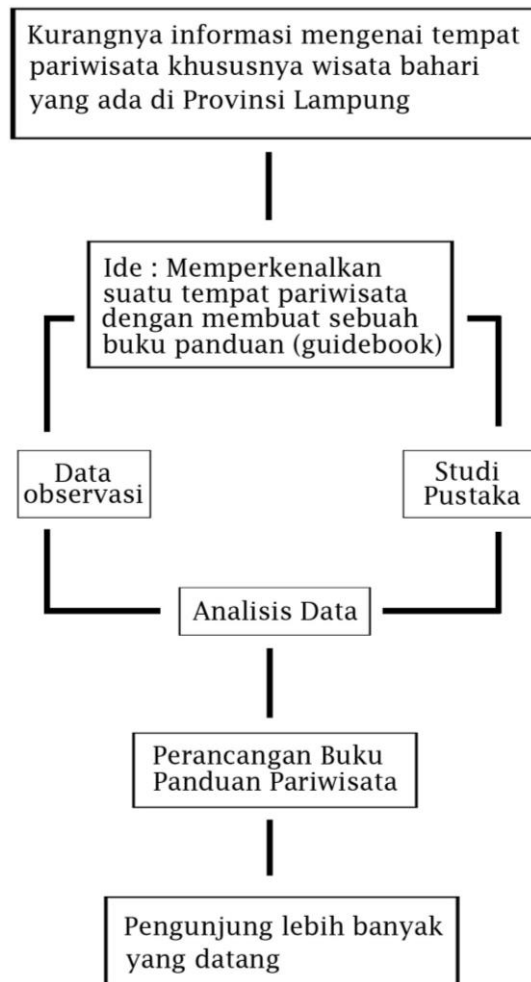 Kurangnya informasi mengenai tempat
pariwisata khususnya wisata bahari
yang ada di Provinsi Lampung
Ide : Memperkenalkan
suatu tempat pariwisata
dengan membuat sebuah
buku panduan (guidebook)
Data
observasi
Studi
Pustaka
Analisis Data
Perancangan Buku
Panduan Pariwisata
Pengunjung lebih banyak
yang datang